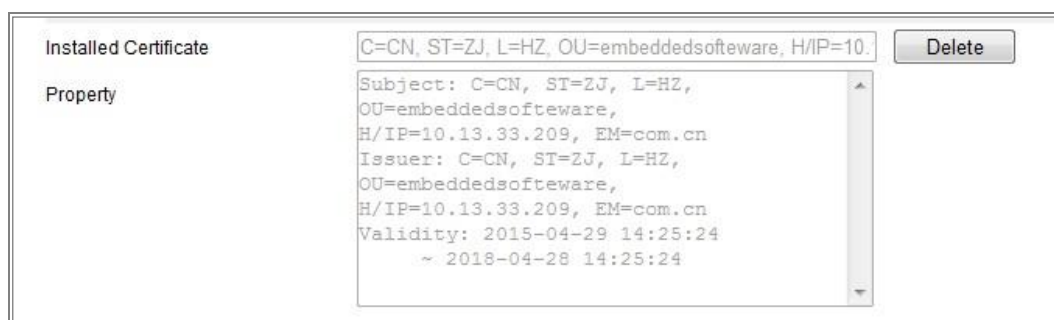 Installed Certificate C=CN, ST=ZJ, L=HZ, OU=embeddedsofteware, H/IP=10. Delete
Property
Subject: C=CN, ST=ZJ, L=HZ,
OU=embeddedsofteware,
H/IP=10.13.33.209, EM=com.cn
Issuer: C=CN, ST=ZJ, L=HZ,
OU=embeddedsofteware,
H/IP=10.13.33.209, EM=com.cn
Validity: 2015-04-29 14:25:24
~ 2018-04-28 14:25:24